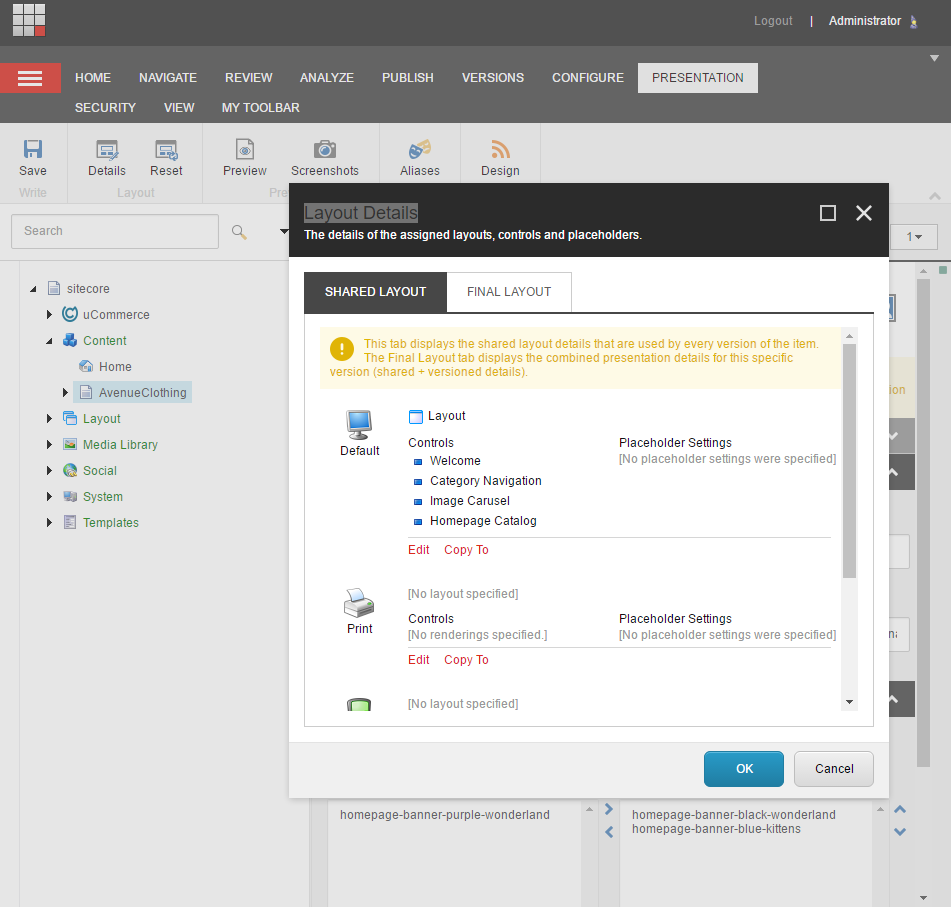 Logout | Administrator
HOME NAVIGATE REVIEW ANALYZE PUBLISH VERSIONS CONFIGURE PRESENTATION
SECURITY VIEW MY TOOLBAR
Save Details Reset Preview Screenshots Aliases Design
Write Layout Pre
Search
1
Layout Details
The details of the assigned layouts, controls and placeholders.
SHARED LAYOUT FINAL LAYOUT
sitecore
uCommerce
Content
Home
AvenueClothing
Layout
Media Library
Social
System
Templates
This tab displays the shared layout details that are used by every version of the item.
The Final Layout tab displays the combined presentation details for this specific
version (shared + versioned details).
ion
Default
Layout
Controls Placeholder Settings
Welcome [No placeholder settings were specified]
Category Navigation
Image Carusel
Homepage Catalog
Edit Copy To
Print
[No layout specified]
Controls Placeholder Settings
[No renderings specified.] [No placeholder settings were specified]
Edit Copy To
[No layout specified]
OK Cancel
homepage-banner-purple-wonderland
homepage-banner-black-wonderland
homepage-banner-blue-kittens